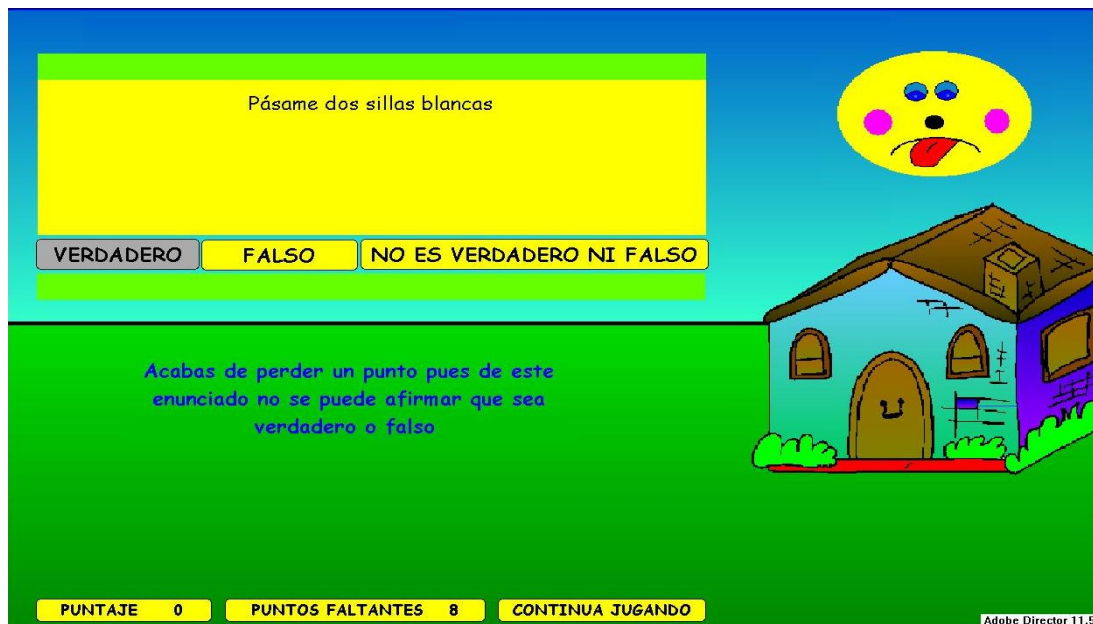 Pásame dos sillas blancas
VERDADERO FALSO NO ES VERDADERO NI FALSO
Acabas de perder un punto pues de este
enunciado no se puede afirmar que sea
verdadero o falso
PUNTAJE 0 PUNTOS FALTANTES 8 CONTINUA JUGANDO
Adobe Director 11.5